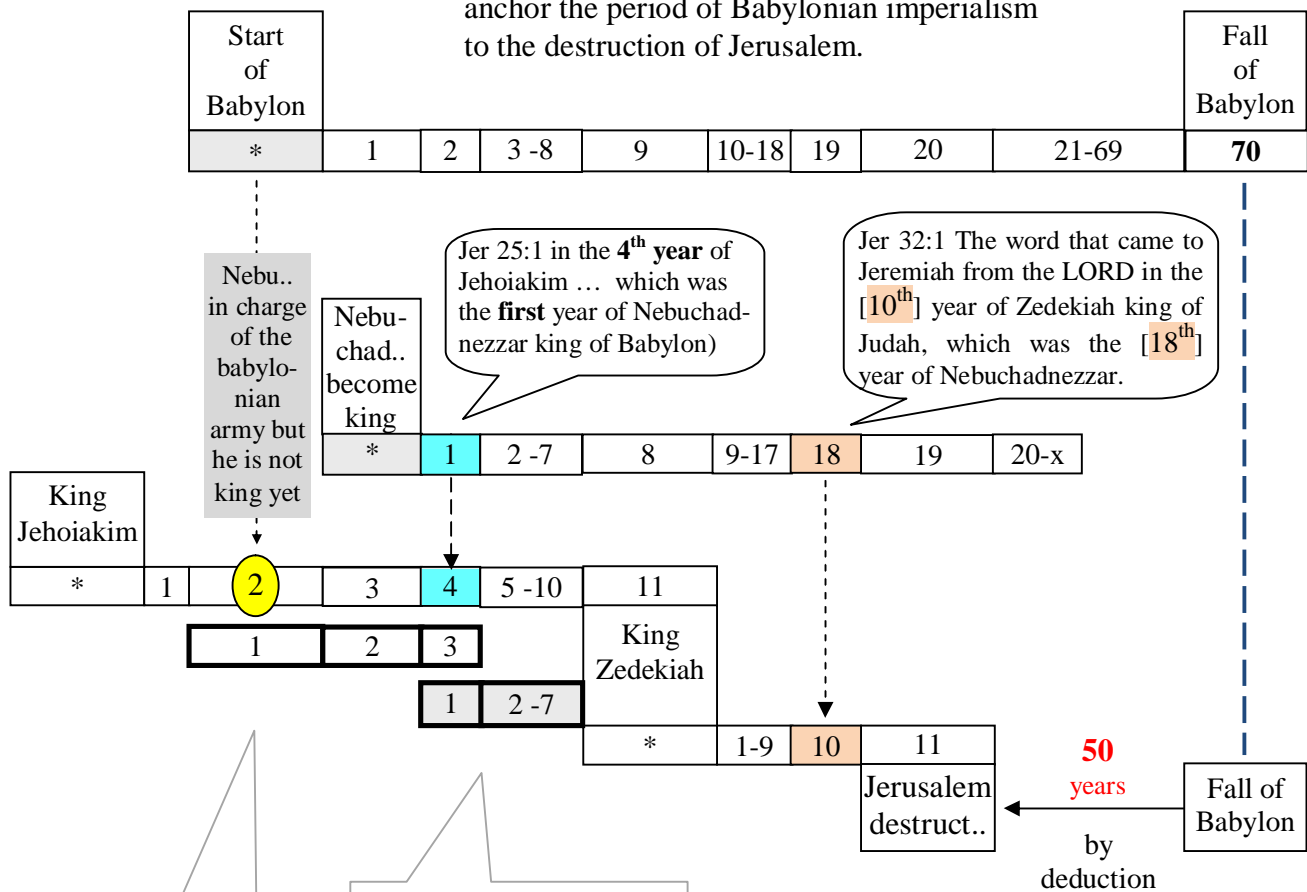 anchor the period of Babylonian imperialism
to the destruction of Jerusalem.
Start
of
Babylon
Fall
of
Babylon
* 1 2 3 -8 9 10-18 19 20 21-69 70
Nebu..
in charge
of the
babylo-
nian
army but
he is not
king yet
Nebu-
chad..
become
king
Jer 25:1 in the 4th year of
Jehoiakim … which was
the first year of Nebuchad-
nezzar king of Babylon)
Jer 32:1 The word that came to
Jeremiah from the LORD in the
[10th] year of Zedekiah king of
Judah, which was the [18th]
year of Nebuchadnezzar.
* 1 2 -7 8 9-17 18 19 20-x
King
Jehoiakim
* 1 2 3 4 5 -10 11
1 2 3
King
Zedekiah
1 2 -7
* 1-9 10 11
Jerusalem
destruct..
50
years
by
deduction
Fall of
Babylon